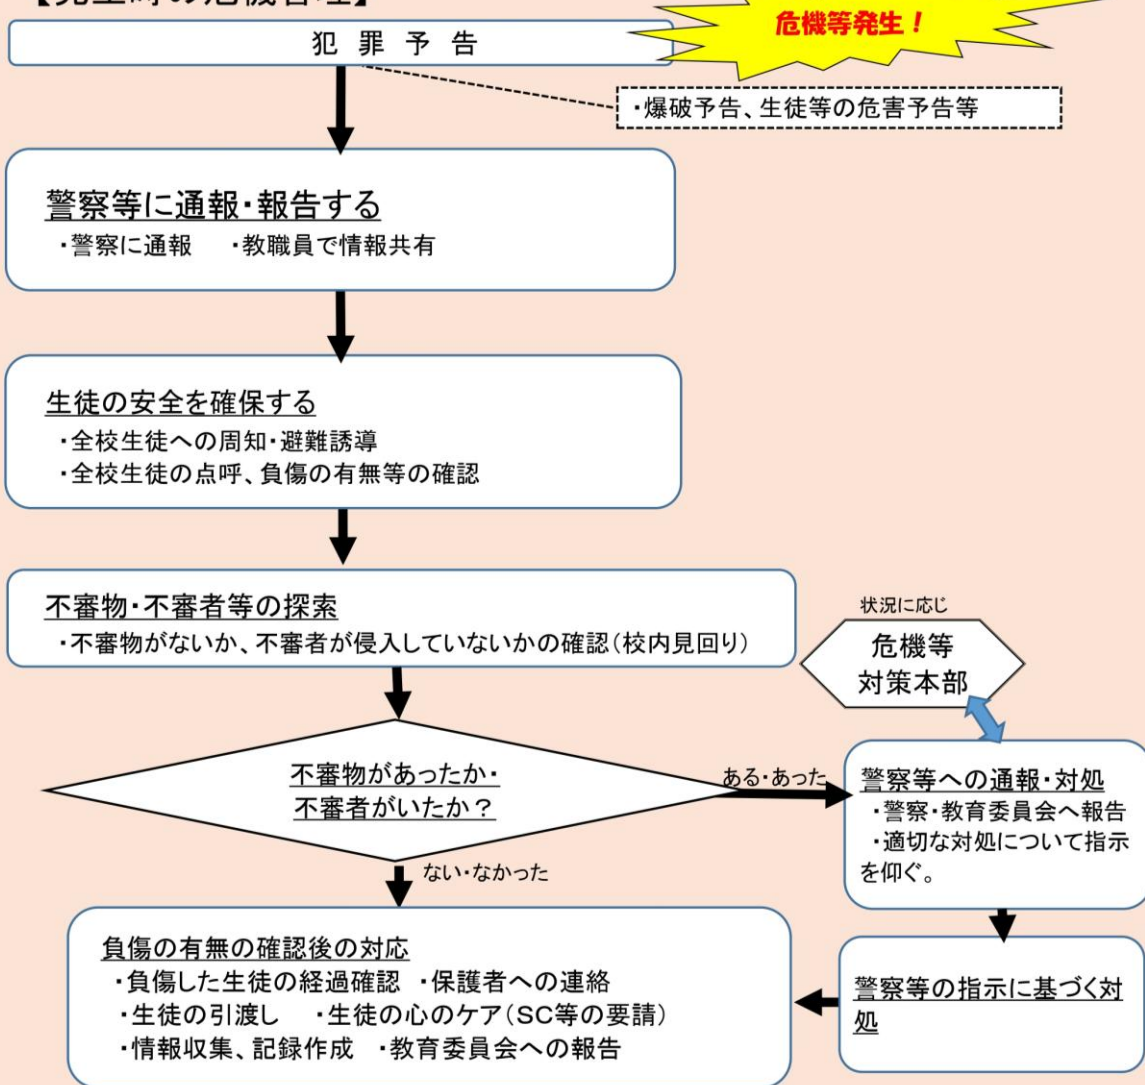 【発生時の危機管理】
危機等発生！
犯罪予告
・爆破予告、生徒等の危害予告等
警察等に通報・報告する
・警察に通報　・教職員で情報共有
生徒の安全を確保する
・全校生徒への周知・避難誘導
・全校生徒の点呼、負傷の有無等の確認
不審物・不審者等の探索
・不審物がないか、不審者が侵入していないかの確認（校内見回り）
状況に応じ
危機等
対策本部
不審物があったか・
不審者がいたか？
ある・あった
警察等への通報・対処
・警察・教育委員会へ報告
・適切な対処について指示
を仰ぐ。
ない・なかった
負傷の有無の確認後の対応
・負傷した生徒の経過確認　・保護者への連絡
・生徒の引渡し　・生徒の心のケア（SC等の要請）
・情報収集、記録作成　・教育委員会への報告
警察等の指示に基づく対
処